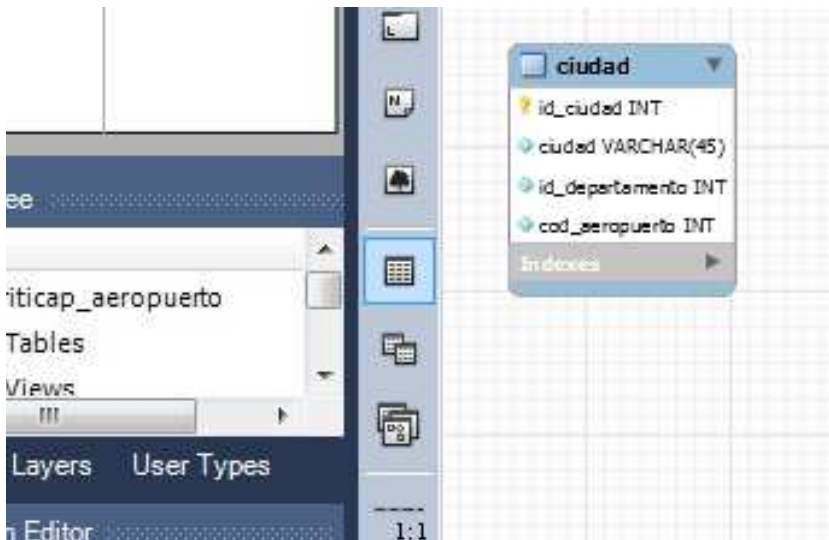 L
N
ee
riticap_aeropuerto
Tables
Views
Layers User Types
n Editor
1:1
ciudad
id_ciudad INT
ciudad VARCHAR(45)
id_departamento INT
cod_aeropuerto INT
Indexes